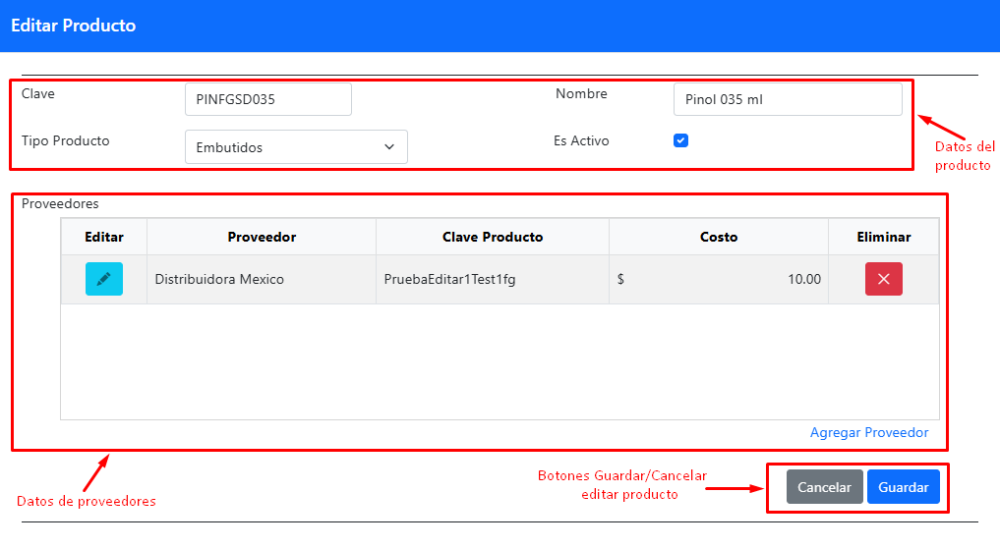 Editar Producto
Clave PINFGSD035 Nombre Pinol 035 ml
Tipo Producto Embutidos Es Activo
Datos del
producto
Proveedores
Editar Proveedor Clave Producto Costo Eliminar
Distribuidora Mexico PruebaEditar1Test1fg $ 10.00
Agregar Proveedor
Botones Guardar/Cancelar
editar producto
Cancelar Guardar
Datos de proveedores